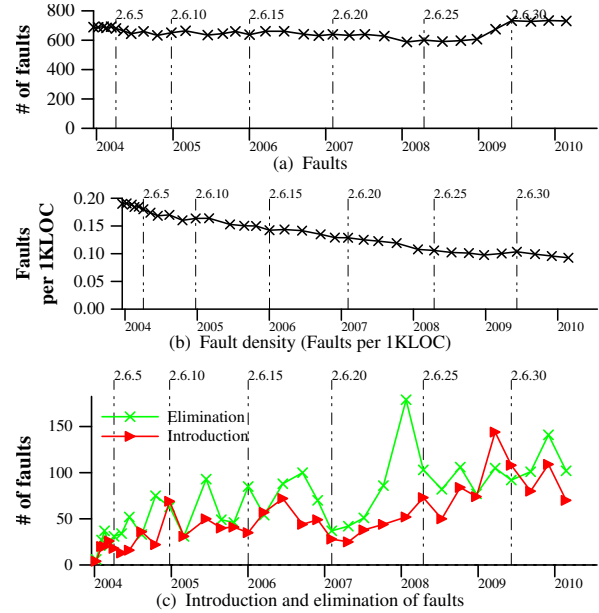 2.6.5 2.6.10 2.6.15 2.6.20 2.6.25 2.6.30
800
600
400
200
0
# of faults
2004 2005 2006 2007 2008 2009 2010
(a) Faults
2.6.5 2.6.10 2.6.15 2.6.20 2.6.25 2.6.30
0.20
0.15
0.10
0.05
0.00
Faults
per 1KLOC
2004 2005 2006 2007 2008 2009 2010
(b) Fault density (Faults per 1KLOC)
2.6.5 2.6.10 2.6.15 2.6.20 2.6.25 2.6.30
Elimination
Introduction
150
100
50
0
# of faults
2004 2005 2006 2007 2008 2009 2010
(c) Introduction and elimination of faults